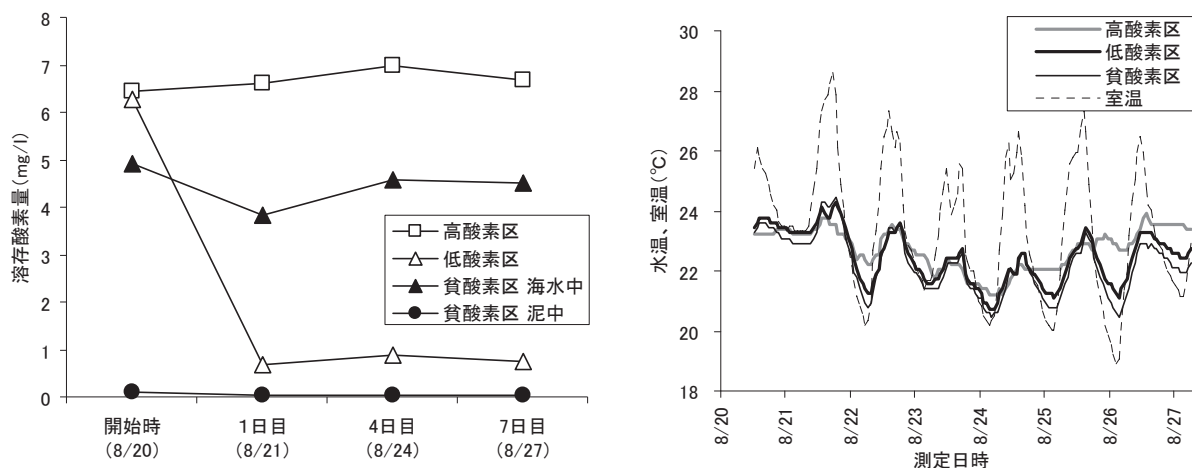 8
7
6
5
4
3
2
1
0
溶存酸素量(mg/l)
高酸素区
低酸素区
貧酸素区 海水中
貧酸素区 泥中
開始時
(8/20)
1日目
(8/21)
4日目
(8/24)
7日目
(8/27)
30
28
26
24
22
20
18
水温、室温(℃)
高酸素区
低酸素区
貧酸素区
室温
8/20
8/21
8/22
8/23
8/24
8/25
8/26
8/27
測定日時